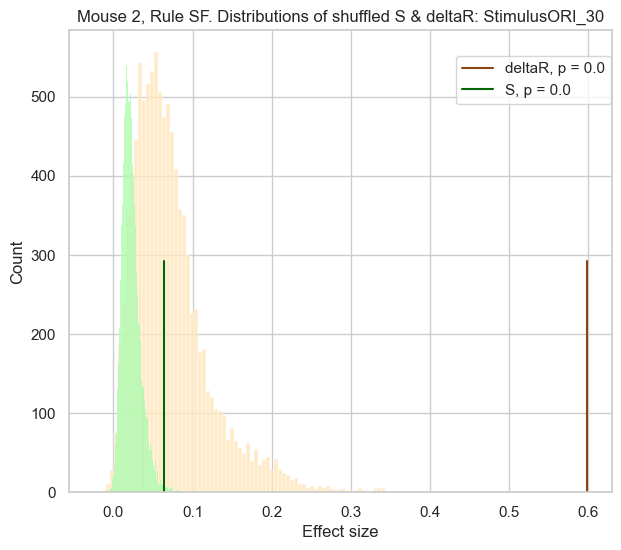 Mouse 2, Rule SF. Distributions of shuffled S & deltaR: StimulusORI_30
deltaR, p = 0.0
S, p = 0.0
Count
500
400
300
200
100
0
0.0 0.1 0.2 0.3 0.4 0.5 0.6
Effect size